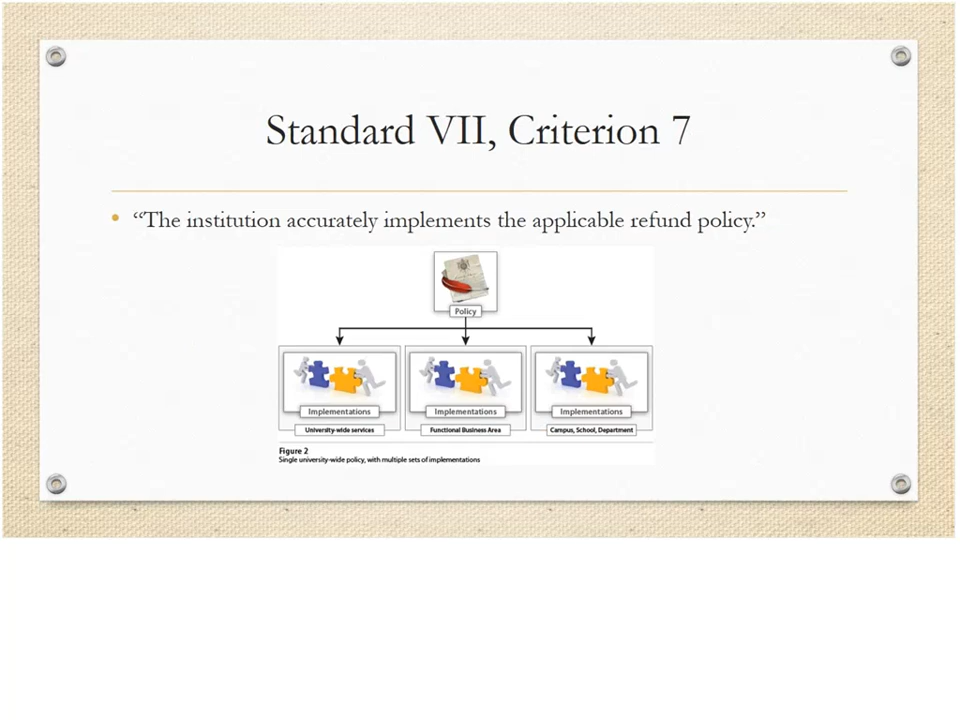 Standard VII, Criterion 7
• “The institution accurately implements the applicable refund policy.”
Policy
Implementations Implementations Implementations
University-wide services Functional Business Area Campus, School, Department
Figure 2
Single university-wide policy, with multiple sets of implementations